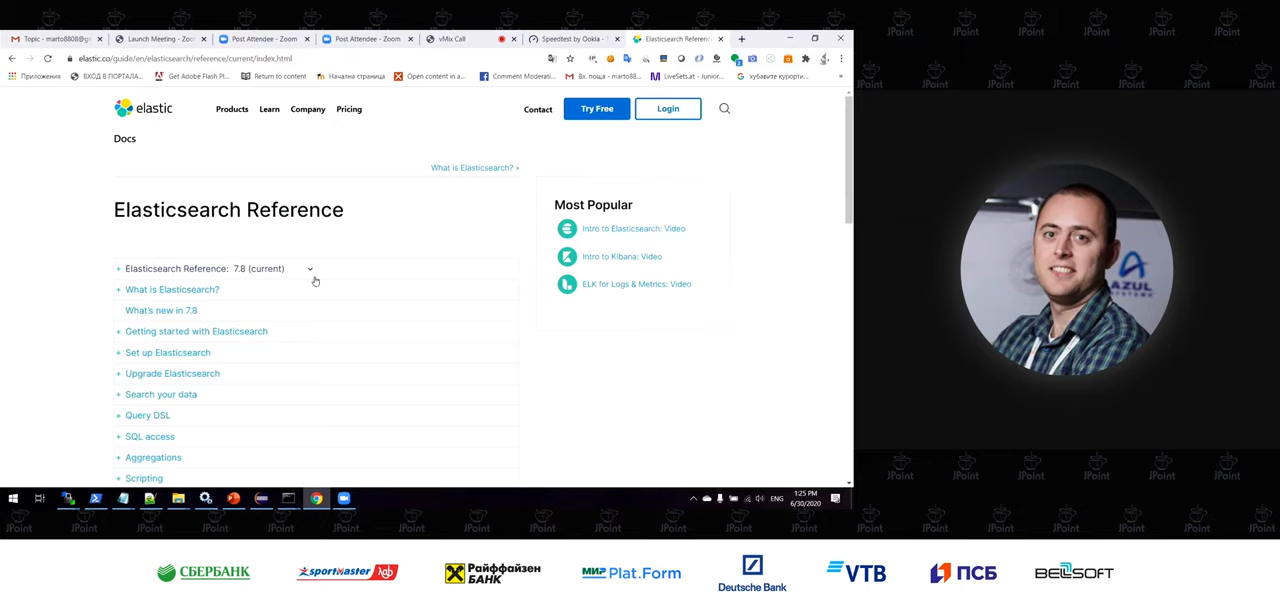 Topic - marto8808@g
Launch Meeting - Zoo
Post Attendee - Zoom
Post Attendee - Zoom
vMix Call
Speedtest by Ookla - T
Elasticsearch Referenc
elastic.co/guide/en/elasticsearch/reference/current/index.html
Приложения
ВХОД В ПОРТАЛА...
Get Adobe Flash Pl...
Return to content
Начална страница
Open content in a...
Comment Moderati...
Вх. поща - marto88...
LiveSets.at - Junior...
хубавите курорти...
elastic
Products
Learn
Company
Pricing
Contact
Try Free
Login
Docs
What is Elasticsearch? »
Elasticsearch Reference
Most Popular
Intro to Elasticsearch: Video
Intro to Kibana: Video
ELK for Logs & Metrics: Video
+ Elasticsearch Reference: 7.8 (current)
+ What is Elasticsearch?
What's new in 7.8
+ Getting started with Elasticsearch
+ Set up Elasticsearch
+ Upgrade Elasticsearch
+ Search your data
+ Query DSL
+ SQL access
+ Aggregations
+ Scripting
AZUL
SYSTEMS
ENG
1:25 PM
6/30/2020
JPoint
СБЕРБАНК
sportmaster lab
Райффайзен
БАНК
МИР Plat.Form
Deutsche Bank
VTB
ПСБ
BELLSOFT